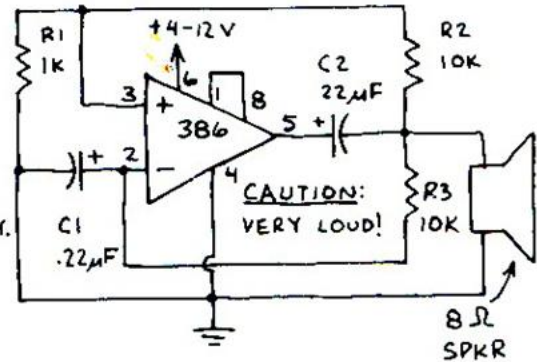 +4-12V
R1
1K
R2
10K
C2
22µF
6
1
8
3
+
386
5
+
2
-
4
+
C1
.22µF
CAUTION:
VERY LOUD!
R3
10K
8Ω
SPKR